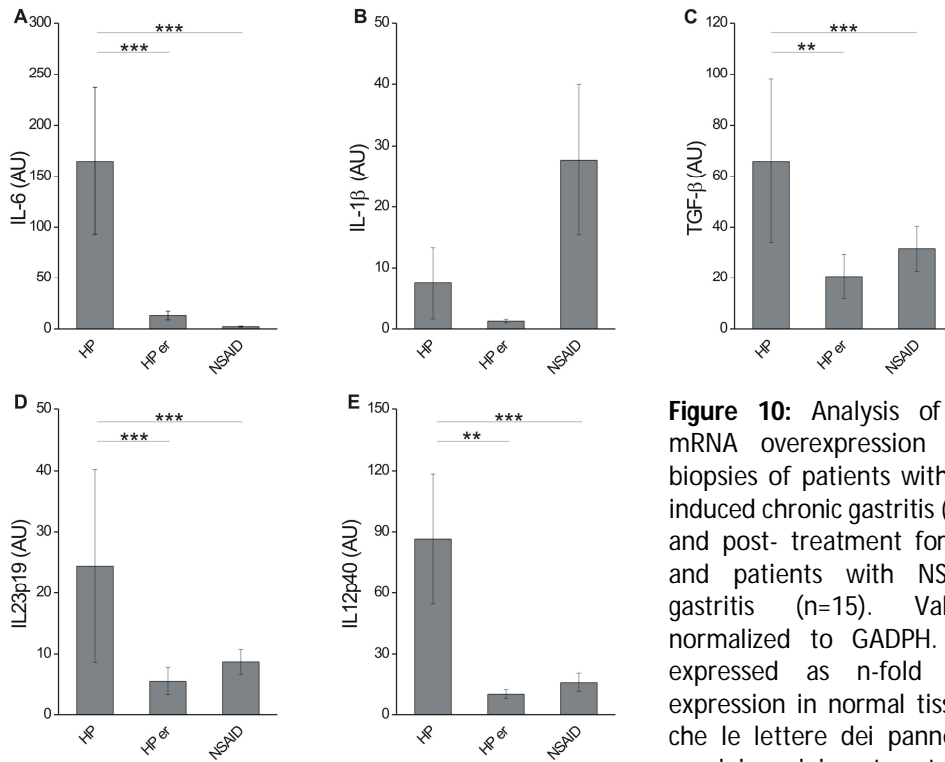 A
300
250
200
150
100
50
0
IL-6 (AU)
***
***
HP
HP er
NSAID
B
50
40
30
20
10
0
IL-1β (AU)
HP
HP er
NSAID
C
120
100
80
60
40
20
0
TGF-β (AU)
***
**
HP
HP er
NSAID
D
50
40
30
20
10
0
IL23p19 (AU)
***
***
HP
HP er
NSAID
E
150
120
90
60
30
0
IL12p40 (AU)
***
**
HP
HP er
NSAID
Figure 10: Analysis of
mRNA overexpression
biopsies of patients with
induced chronic gastritis (
and post- treatment for
and patients with NS
gastritis (n=15). Val
normalized to GADPH.
expressed as n-fold
expression in normal tiss
che le lettere dei panne